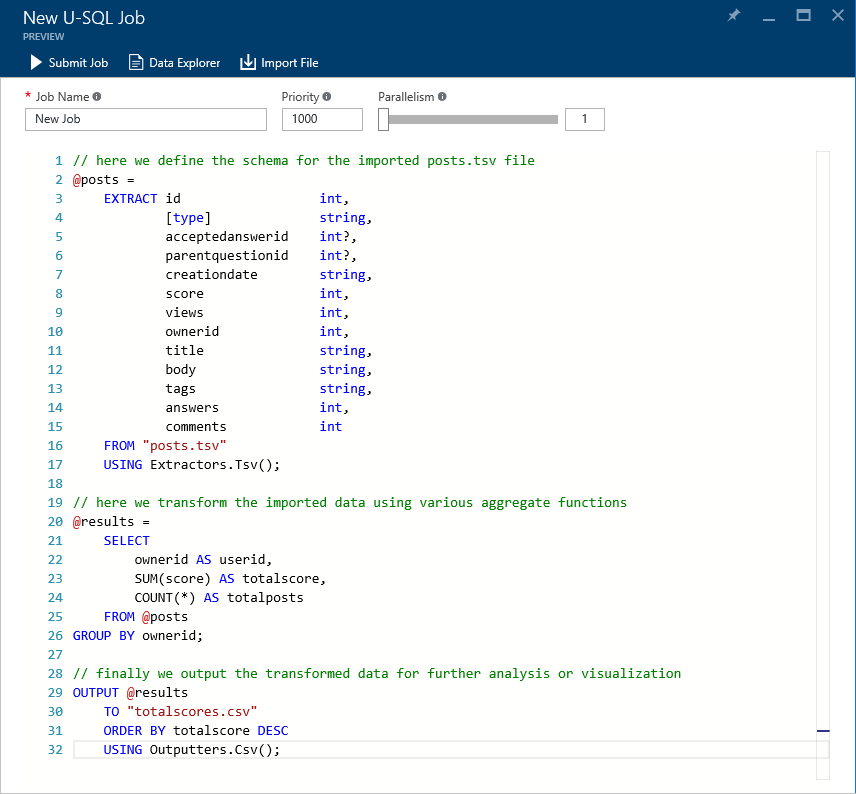 New U-SQL Job
PREVIEW
Submit Job Data Explorer Import File
* Job Name Priority Parallelism
New Job 1000 1
1 // here we define the schema for the imported posts.tsv file
2 @posts =
3 EXTRACT id int,
4 [type] string,
5 acceptedanswerid int?,
6 parentquestionid int?,
7 creationdate string,
8 score int,
9 views int,
10 ownerid int,
11 title string,
12 body string,
13 tags string,
14 answers int,
15 comments int
16 FROM "posts.tsv"
17 USING Extractors.Tsv();
18
19 // here we transform the imported data using various aggregate functions
20 @results =
21 SELECT
22 ownerid AS userid,
23 SUM(score) AS totalscore,
24 COUNT(*) AS totalposts
25 FROM @posts
26 GROUP BY ownerid;
27
28 // finally we output the transformed data for further analysis or visualization
29 OUTPUT @results
30 TO "totalscores.csv"
31 ORDER BY totalscore DESC
32 USING Outputters.Csv();